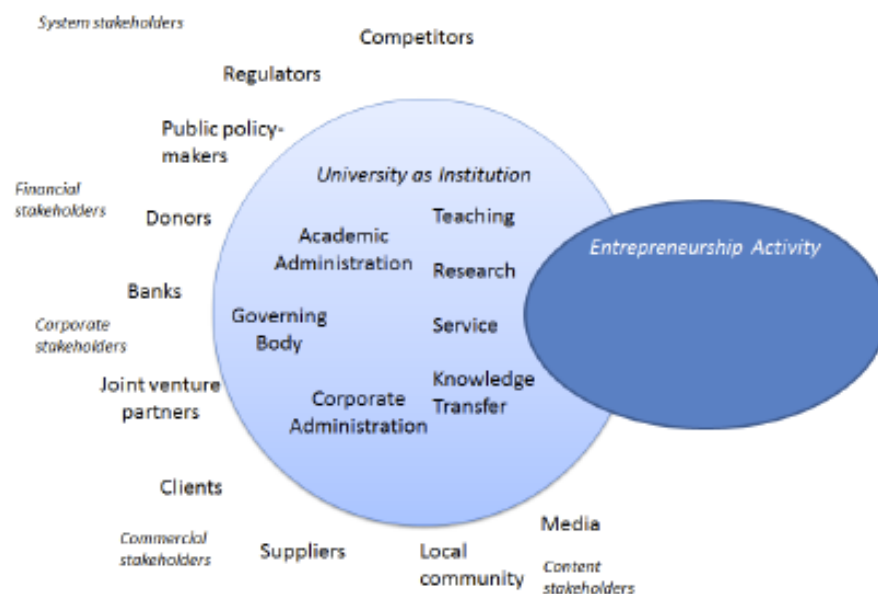 System stakeholders
Competitors
Regulators
Public policy-
makers
University as Institution
Financial
stakeholders
Donors
Teaching
Academic
Administration
Entrepreneurship Activity
Research
Banks
Governing
Body
Service
Corporate
stakeholders
Joint venture
partners
Knowledge
Transfer
Corporate
Administration
Clients
Commercial
stakeholders
Suppliers
Local
community
Media
Content
stakeholders